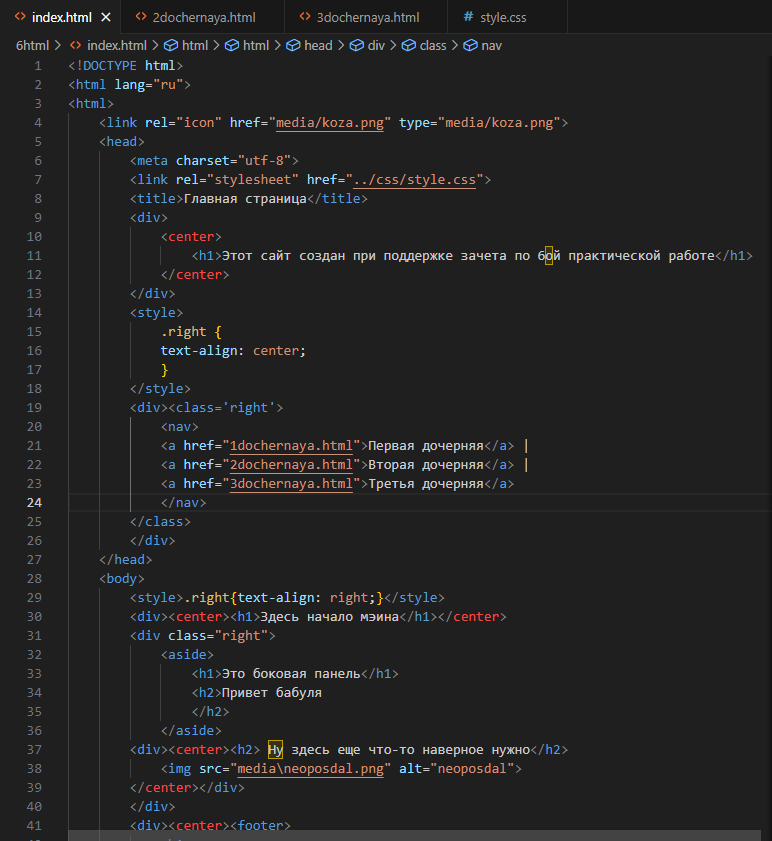 index.html × 2dochernaya.html 3dochernaya.html # style.css
6html > index.html > html > html > head > div > class > nav
1 <!DOCTYPE html>
2 <html lang="ru">
3 <html>
4 <link rel="icon" href="media/koza.png" type="media/koza.png">
5 <head>
6 <meta charset="utf-8">
7 <link rel="stylesheet" href="../css/style.css">
8 <title>Главная страница</title>
9 <div>
10 <center>
11 <h1>Этот сайт создан при поддержке зачета по бой практической работе</h1>
12 </center>
13 </div>
14 <style>
15 .right {
16 text-align: center;
17 }
18 </style>
19 <div><class='right'>
20 <nav>
21 <a href="1dochernaya.html">Первая дочерняя</a> |
22 <a href="2dochernaya.html">Вторая дочерняя</a> |
23 <a href="3dochernaya.html">Третья дочерняя</a>
24 </nav>
25 </class>
26 </div>
27 </head>
28 <body>
29 <style>.right{text-align: right;}</style>
30 <div><center><h1>Здесь начало мэина</h1></center>
31 <div class="right">
32 <aside>
33 <h1>Это боковая панель</h1>
34 <h2>Привет бабуля
35 </h2>
36 </aside>
37 <div><center><h2> Ну здесь еще что-то наверное нужно</h2>
38 <img src="media\neoposdal.png" alt="neoposdal">
39 </center></div>
40 </div>
41 <div><center><footer>